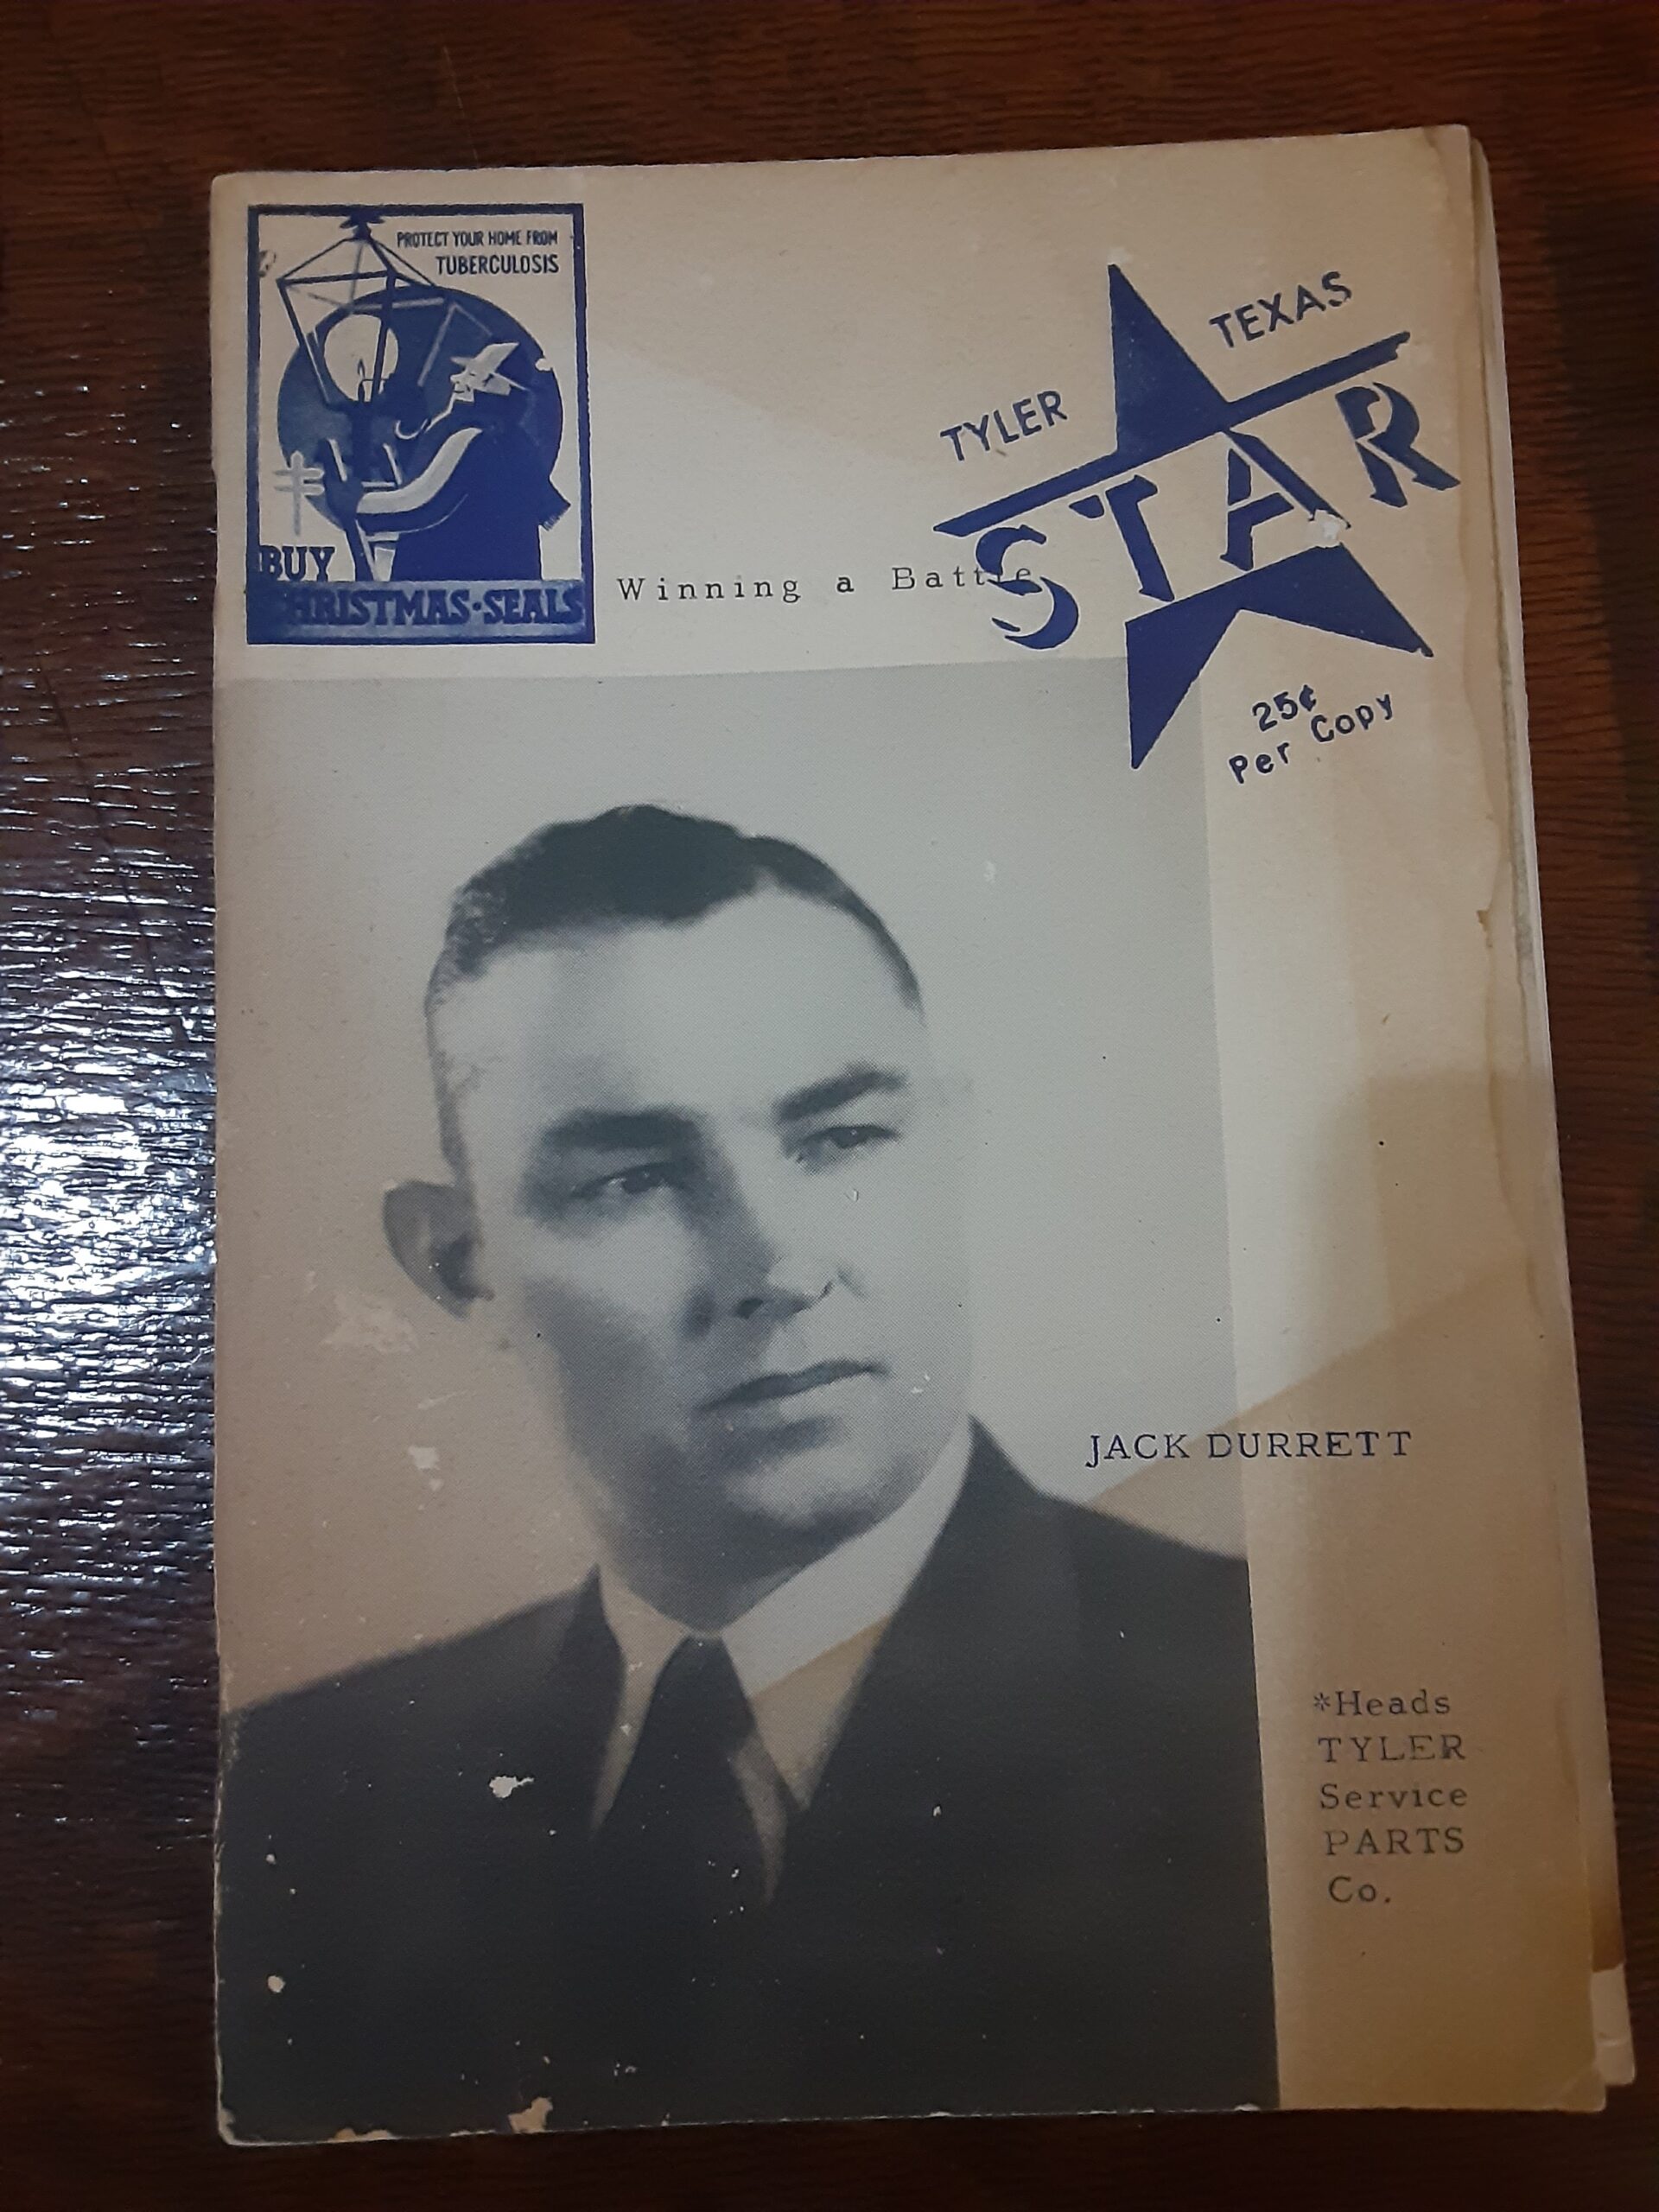 PROTECT YOUR HOME FROM
TUBERCULOSIS
BUY
CHRISTMAS·SEALS
Winning a Battle
TYLER TEXAS
STAR
25¢
Per Copy
JACK DURRETT
*Heads
TYLER
Service
PARTS
Co.